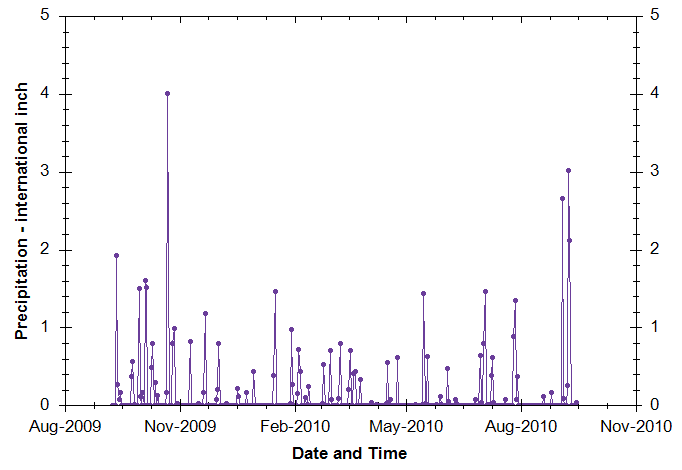 5 5
4 4
3 3
2 2
1 1
0 0
Precipitation - international inch
Aug-2009 Nov-2009 Feb-2010 May-2010 Aug-2010 Nov-2010
Date and Time